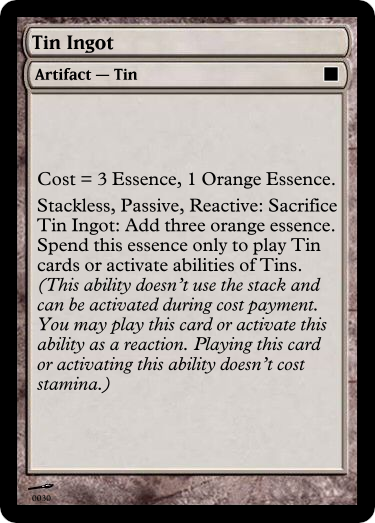 Tin Ingot
Artifact — Tin
Cost = 3 Essence, 1 Orange Essence.
Stackless, Passive, Reactive: Sacrifice
Tin Ingot: Add three orange essence.
Spend this essence only to play Tin
cards or activate abilities of Tins.
(This ability doesn't use the stack and
can be activated during cost payment.
You may play this card or activate this
ability as a reaction. Playing this card
or activating this ability doesn't cost
stamina.)
0030